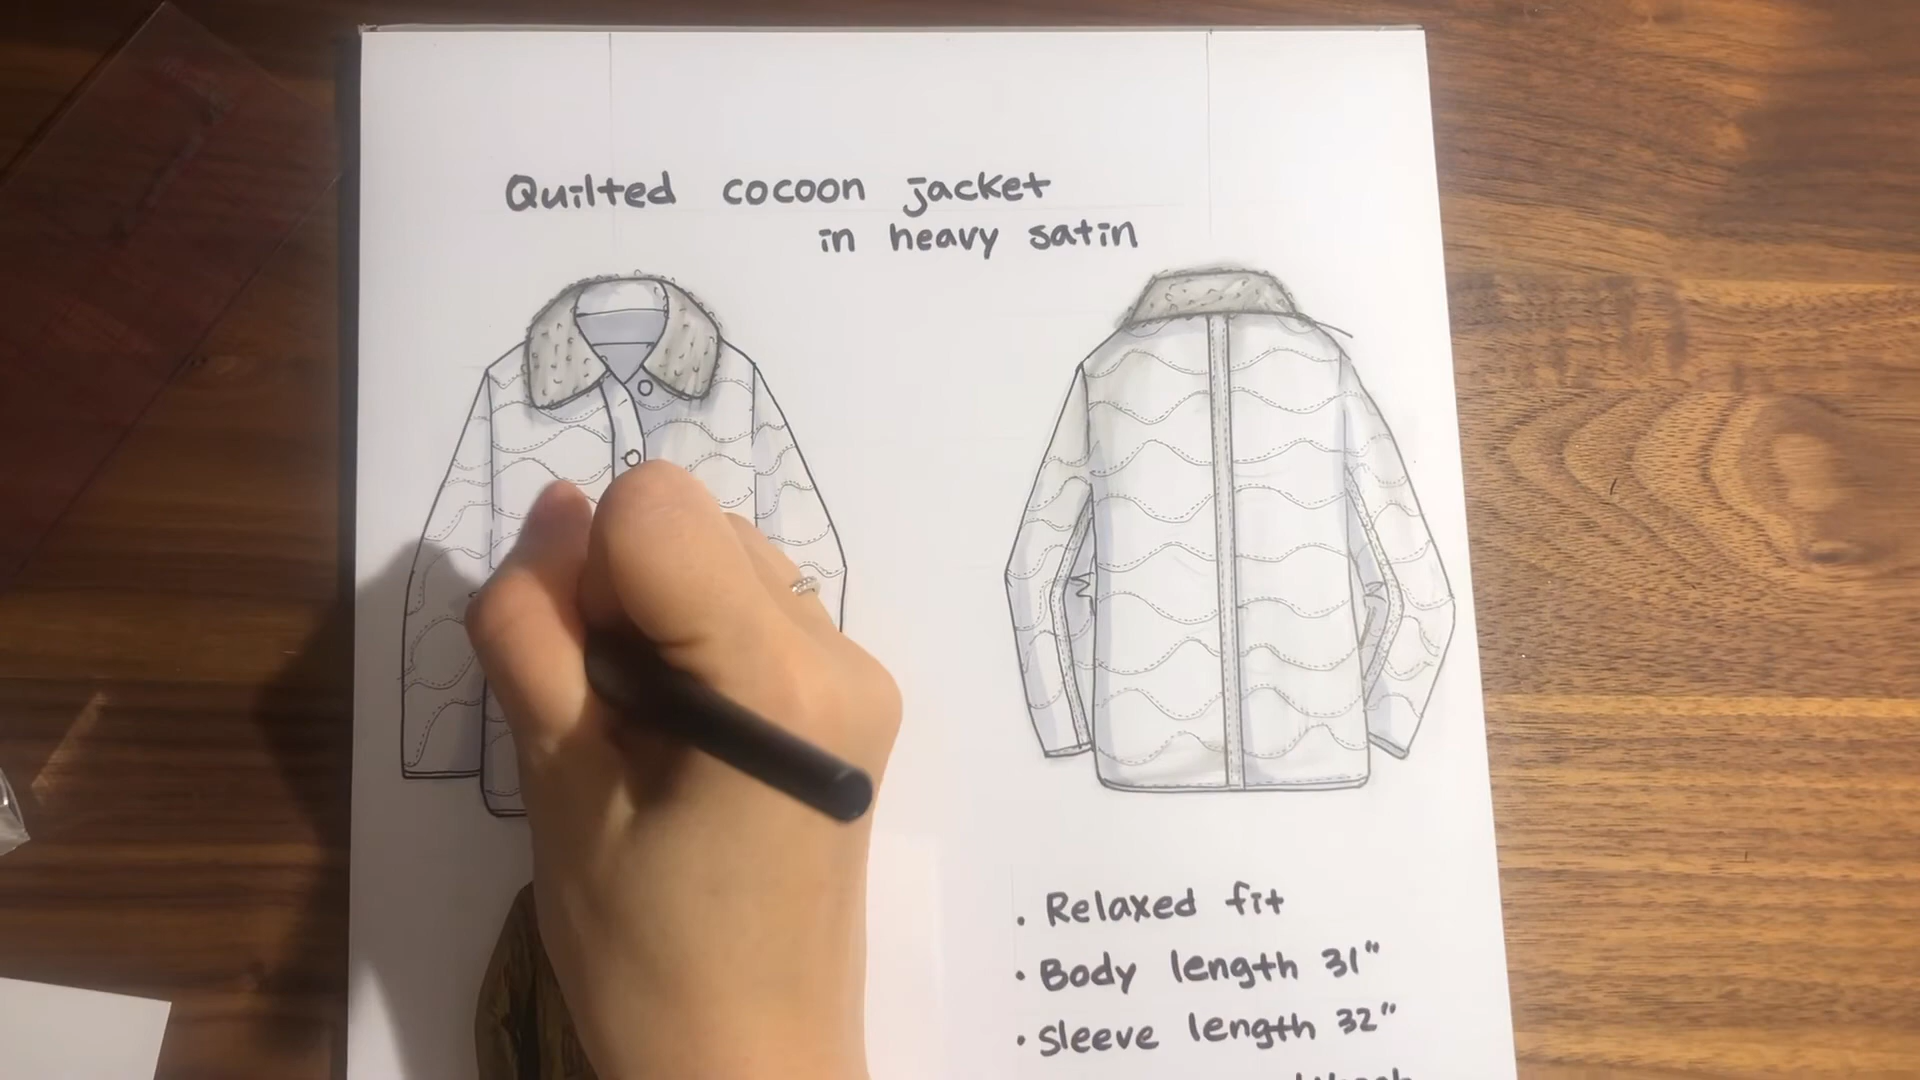 Quilted cocoon jacket
in heavy satin
. Relaxed fit
· Body length 31"
· Sleeve length 32"